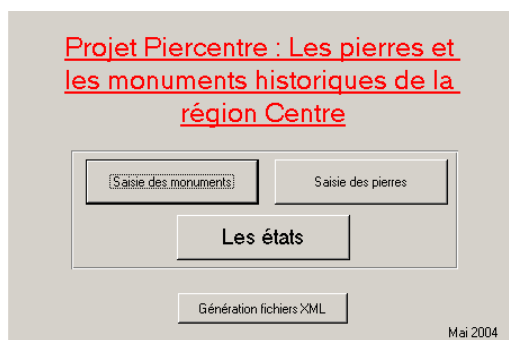 Projet Piercentre : Les pierres et
les monuments historiques de la
région Centre
Saisie des monuments
Saisie des pierres
Les états
Génération fichiers XML
Mai 2004